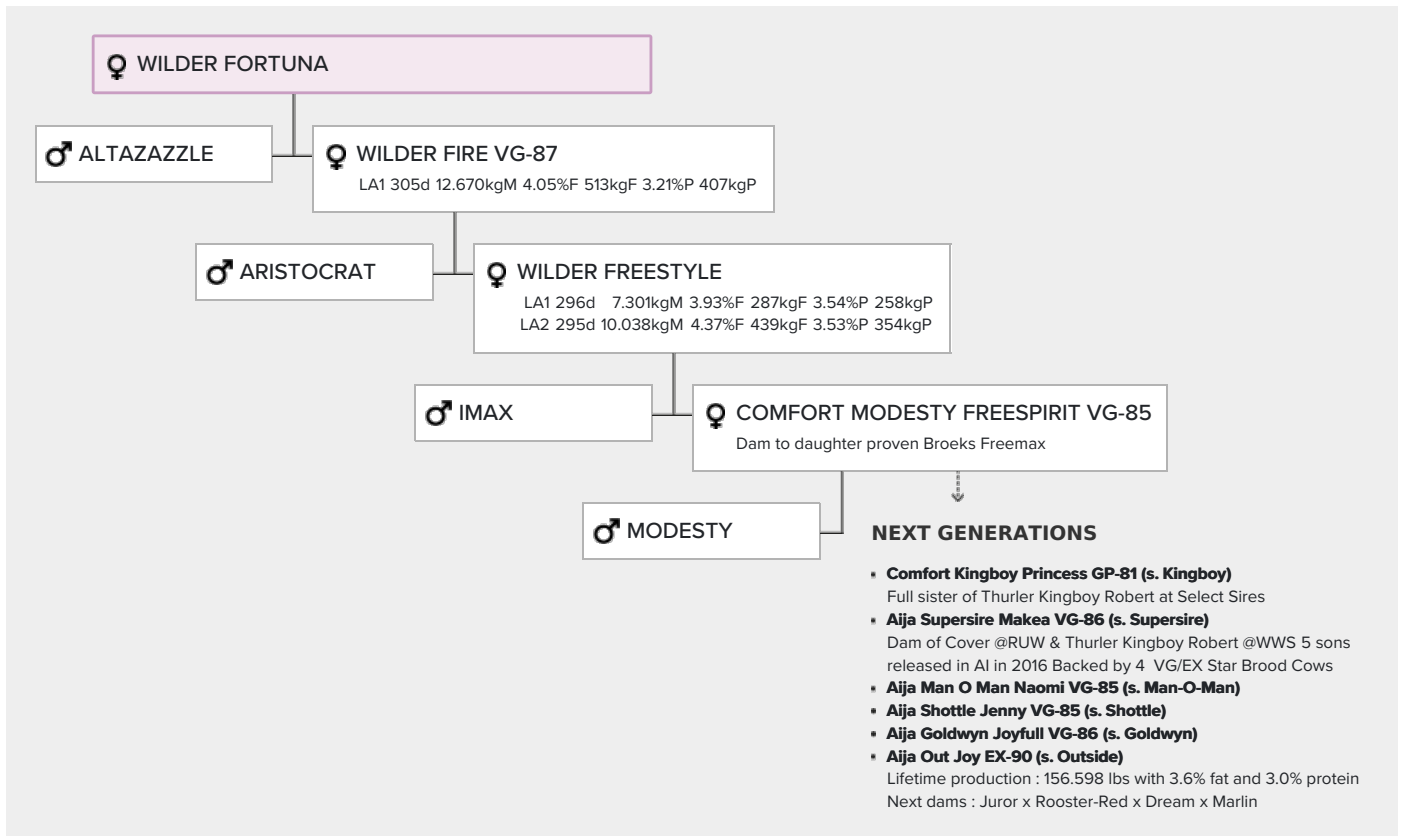 ♀ WILDER FORTUNA
♂ ALTAZAZZLE
♀ WILDER FIRE VG-87
LA1 305d 12.670kgM 4.05%F 513kgF 3.21%P 407kgP
♂ ARISTOCRAT
♀ WILDER FREESTYLE
LA1 296d 7.301kgM 3.93%F 287kgF 3.54%P 258kgP
LA2 295d 10.038kgM 4.37%F 439kgF 3.53%P 354kgP
♂ IMAX
♀ COMFORT MODESTY FREESPIRIT VG-85
Dam to daughter proven Broeks Freemax
♂ MODESTY
NEXT GENERATIONS
▪ Comfort Kingboy Princess GP-81 (s. Kingboy)
Full sister of Thurler Kingboy Robert at Select Sires
▪ Aija Supersire Makea VG-86 (s. Supersire)
Dam of Cover @RUW & Thurler Kingboy Robert @WWS 5 sons
released in AI in 2016 Backed by 4 VG/EX Star Brood Cows
▪ Aija Man O Man Naomi VG-85 (s. Man-O-Man)
▪ Aija Shottle Jenny VG-85 (s. Shottle)
▪ Aija Goldwyn Joyfull VG-86 (s. Goldwyn)
▪ Aija Out Joy EX-90 (s. Outside)
Lifetime production : 156.598 lbs with 3.6% fat and 3.0% protein
Next dams : Juror x Rooster-Red x Dream x Marlin